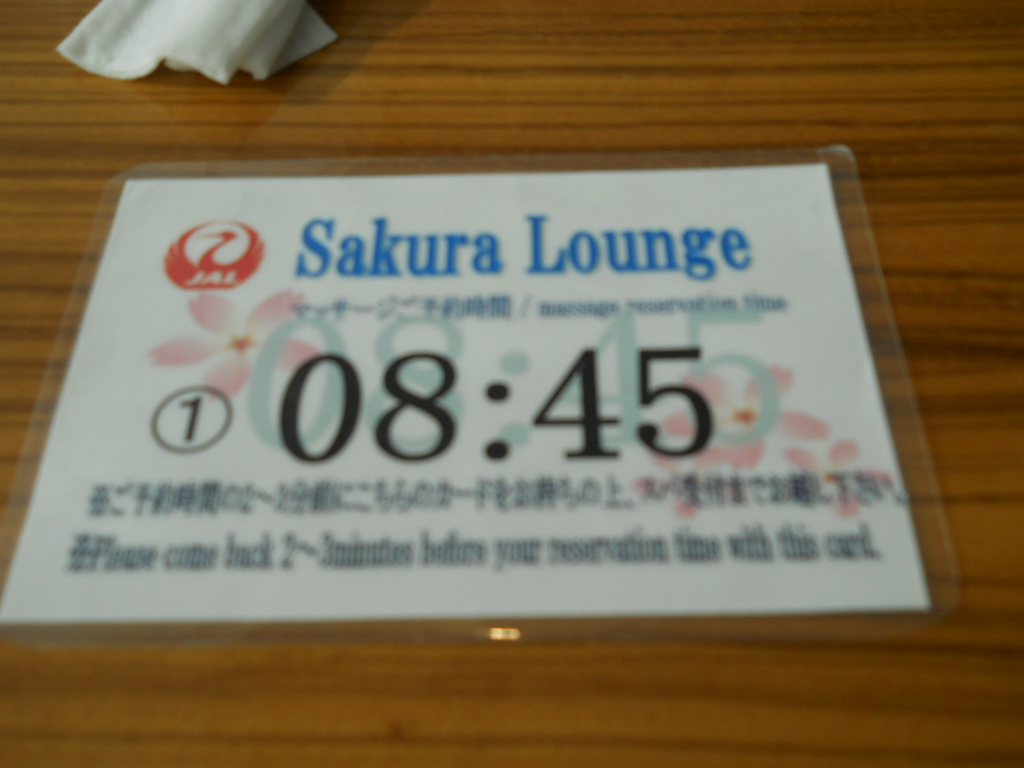 JAL
Sakura Lounge
マッサージご予約時間 / massage reservation time
08:45
① 08:45
※ご予約時間の2～3分前にこちらのカードをお持ちの上、スパ受付までお越し下さい。
※Please come back 2～3minutes before your reservation time with this card.